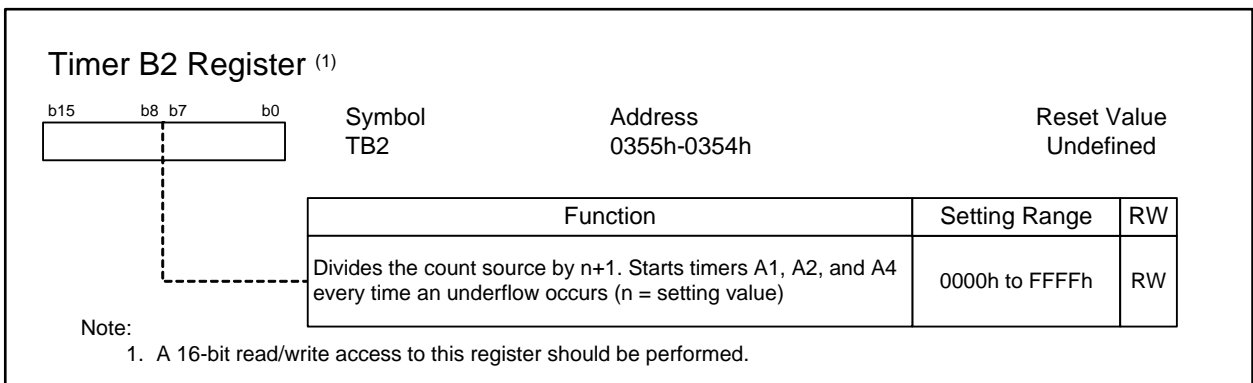 Timer B2 Register (1)
b15 b8 b7 b0
Symbol Address Reset Value
TB2 0355h-0354h Undefined
Function Setting Range RW
Divides the count source by n+1. Starts timers A1, A2, and A4
every time an underflow occurs (n = setting value)
0000h to FFFFh RW
Note:
1. A 16-bit read/write access to this register should be performed.